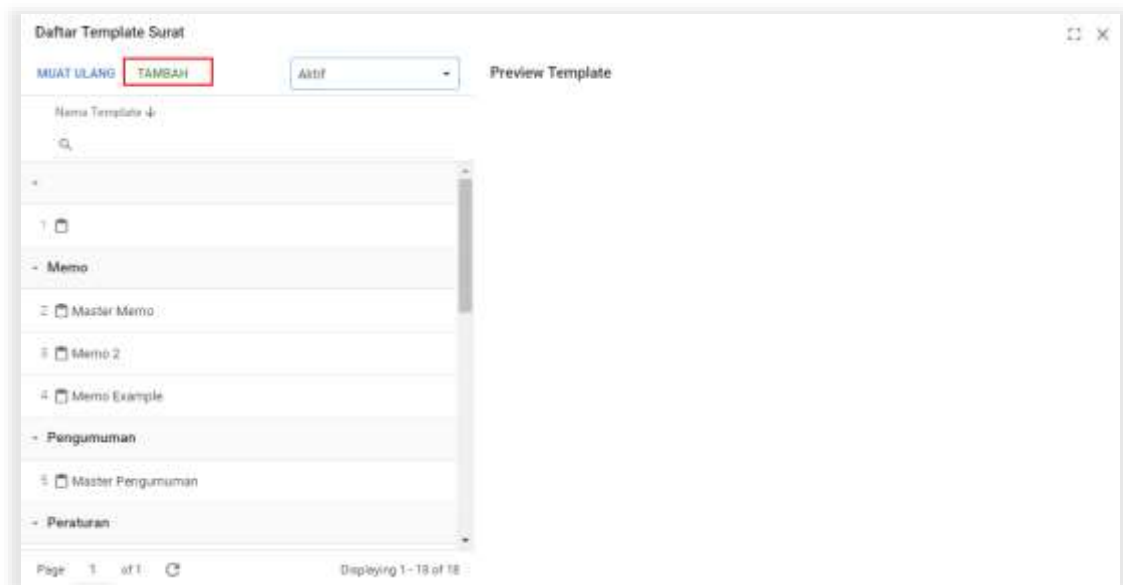 Daftar Template Surat
MUAT ULANG TAMBAH Aktif Preview Template
Nama Template
-
1
- Memo
2 Master Memo
3 Memo 2
4 Memo Example
- Pengumuman
5 Master Pengumuman
- Peraturan
Page 1 of 1 Displaying 1 - 18 of 18